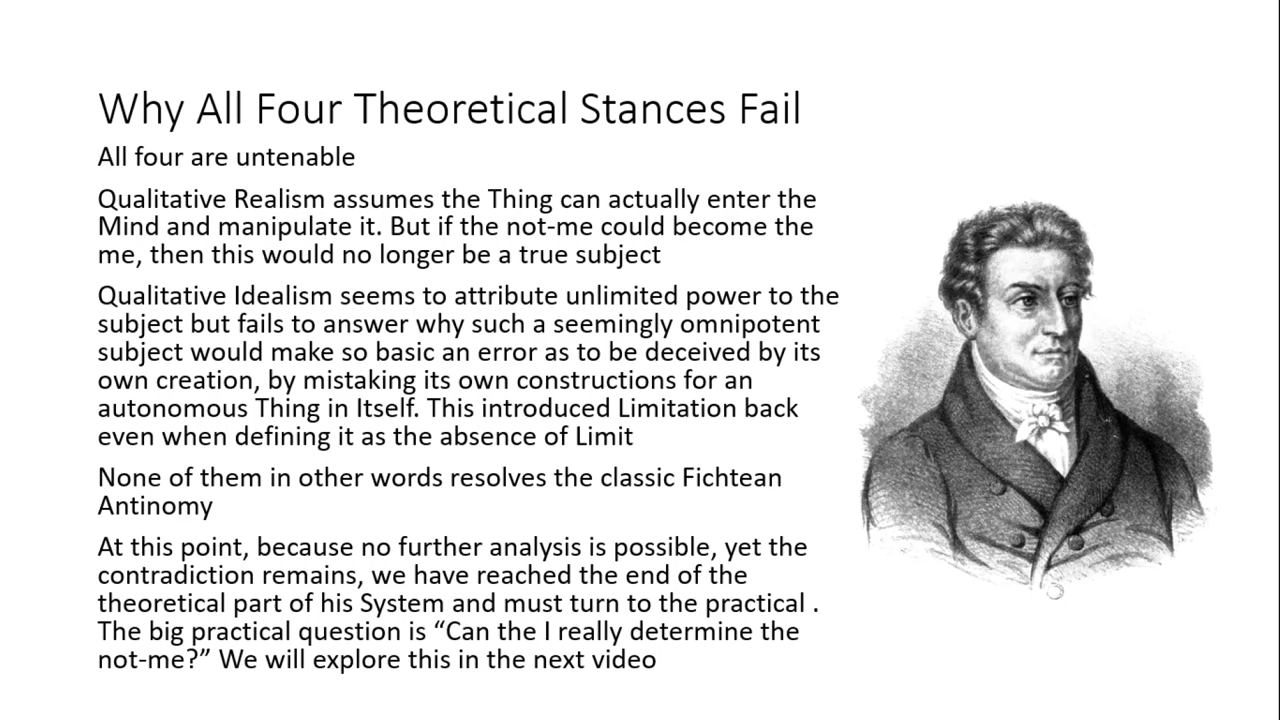 Why All Four Theoretical Stances Fail
All four are untenable
Qualitative Realism assumes the Thing can actually enter the
Mind and manipulate it. But if the not-me could become the
me, then this would no longer be a true subject
Qualitative Idealism seems to attribute unlimited power to the
subject but fails to answer why such a seemingly omnipotent
subject would make so basic an error as to be deceived by its
own creation, by mistaking its own constructions for an
autonomous Thing in Itself. This introduced Limitation back
even when defining it as the absence of Limit
None of them in other words resolves the classic Fichtean
Antinomy
At this point, because no further analysis is possible, yet the
contradiction remains, we have reached the end of the
theoretical part of his System and must turn to the practical .
The big practical question is “Can the I really determine the
not-me?” We will explore this in the next video